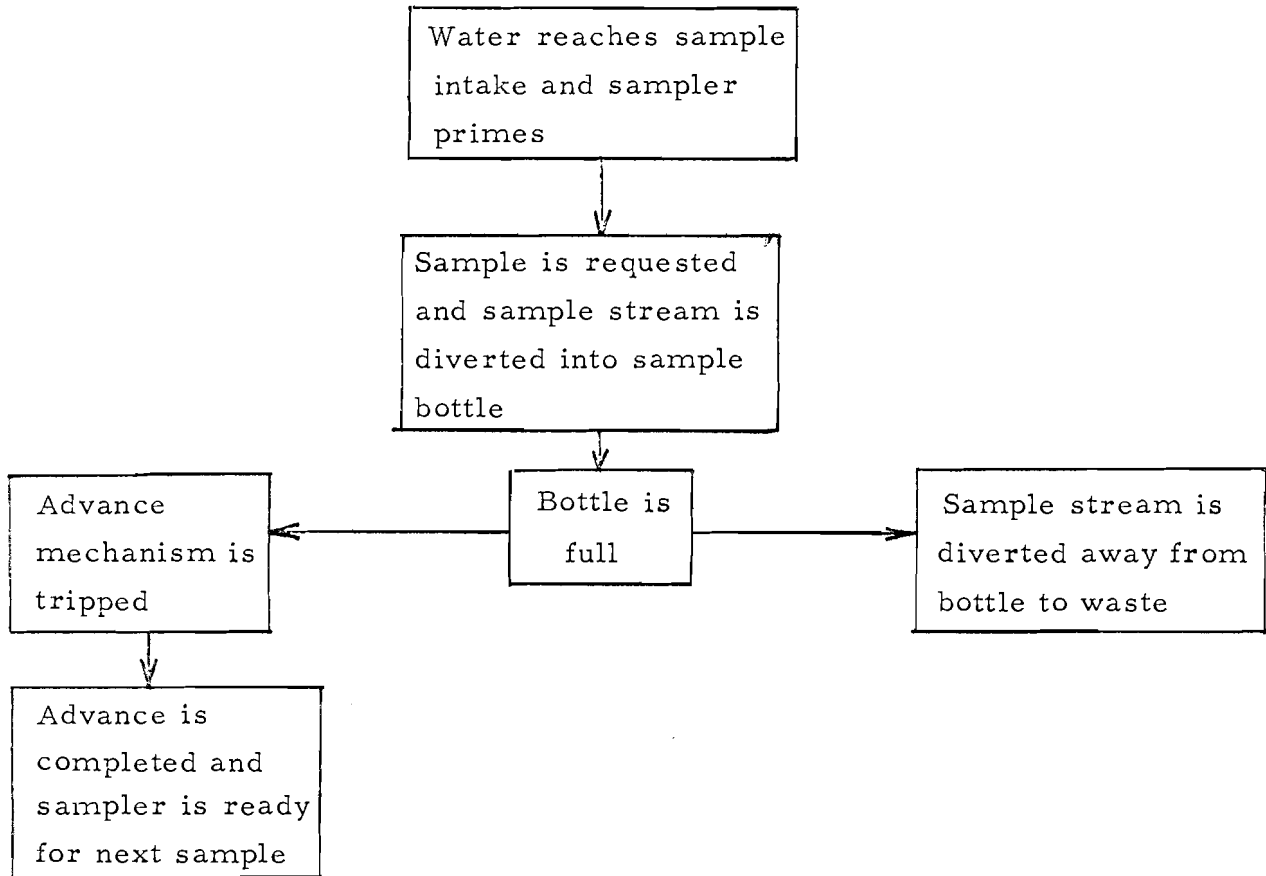 Water reaches sample
intake and sampler
primes
Sample is requested
and sample stream is
diverted into sample
bottle
Bottle is
full
Advance
mechanism is
tripped
Sample stream is
diverted away from
bottle to waste
Advance is
completed and
sampler is ready
for next sample